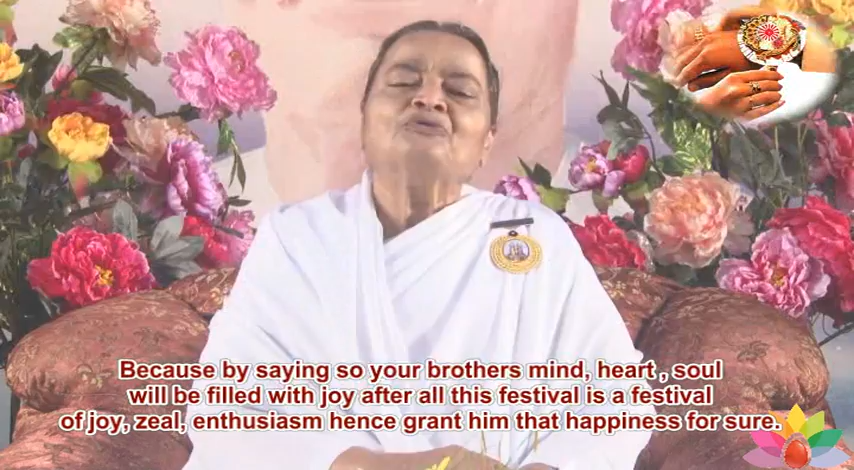 Because by saying so your brothers mind, heart , soul
will be filled with joy after all this festival is a festival
of joy, zeal, enthusiasm hence grant him that happiness for sure.